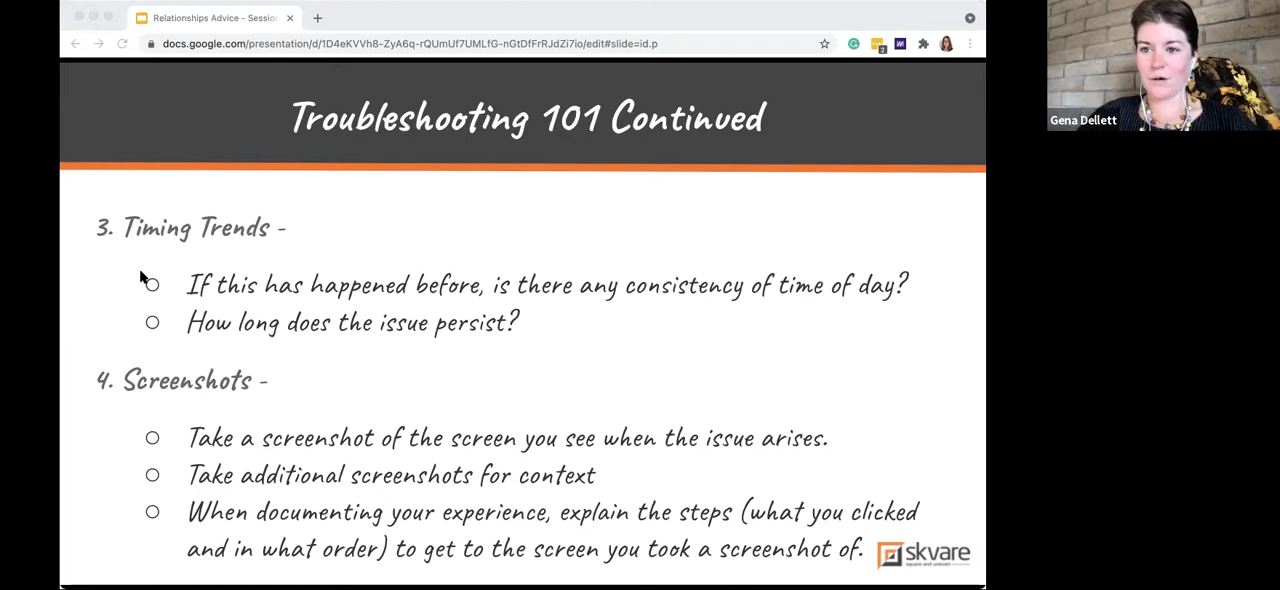 Relationships Advice - Session
docs.google.com/presentation/d/1D4eKVVh8-ZyA6q-rQUmUf7UMLfG-nGtDfFrRJdZi7io/edit#slide=id.p
2
Gena Dellett
Troubleshooting 101 Continued
3. Timing Trends -
If this has happened before, is there any consistency of time of day?
How long does the issue persist?
4. Screenshots -
Take a screenshot of the screen you see when the issue arises.
Take additional screenshots for context
When documenting your experience, explain the steps (what you clicked
and in what order) to get to the screen you took a screenshot of.
skvare
square and uneven